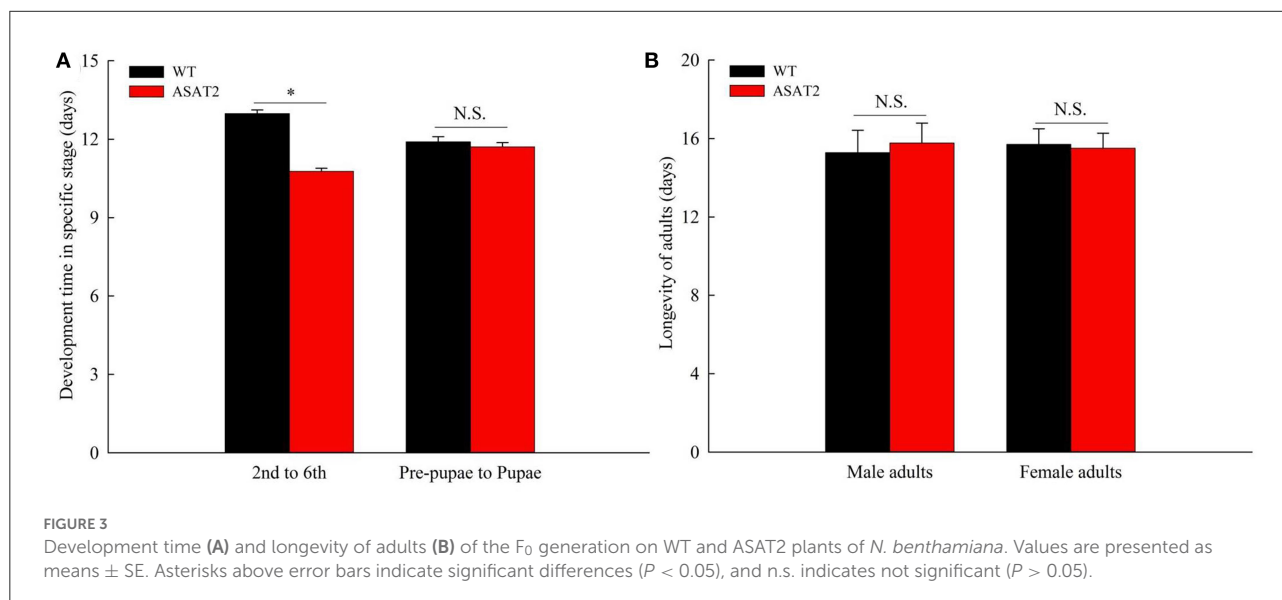 A
WT
ASAT2
*
N.S.
15
12
9
6
3
0
Development time in specific stage (days)
2nd to 6th
Pre-pupae to Pupae
B
WT
ASAT2
N.S.
N.S.
20
16
12
8
4
0
Longevity of adults (days)
Male adults
Female adults
FIGURE 3
Development time (A) and longevity of adults (B) of the F₀ generation on WT and ASAT2 plants of N. benthamiana. Values are presented as
means ± SE. Asterisks above error bars indicate significant differences (P < 0.05), and n.s. indicates not significant (P > 0.05).